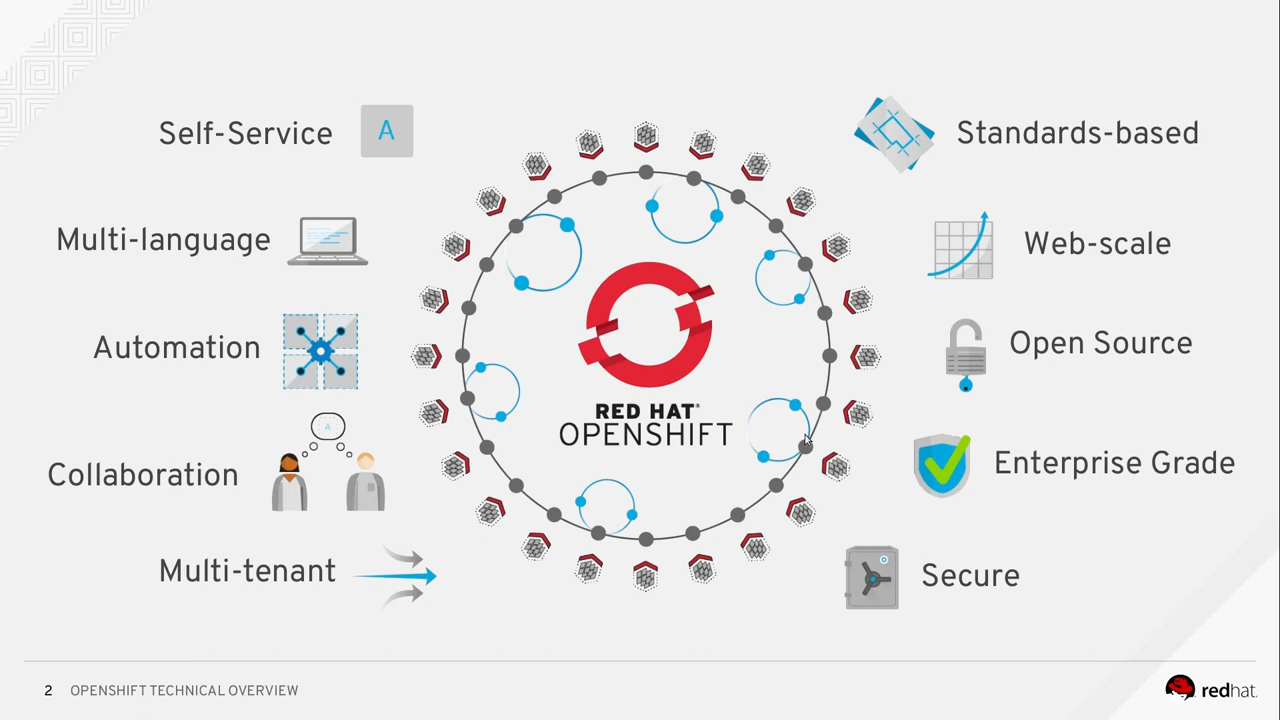 Self-Service
A
Standards-based
Multi-language
Web-scale
Automation
Open Source
RED HAT®
OPENSHIFT
A
Collaboration
Enterprise Grade
Multi-tenant
Secure
2 OPENSHIFT TECHNICAL OVERVIEW
redhat.